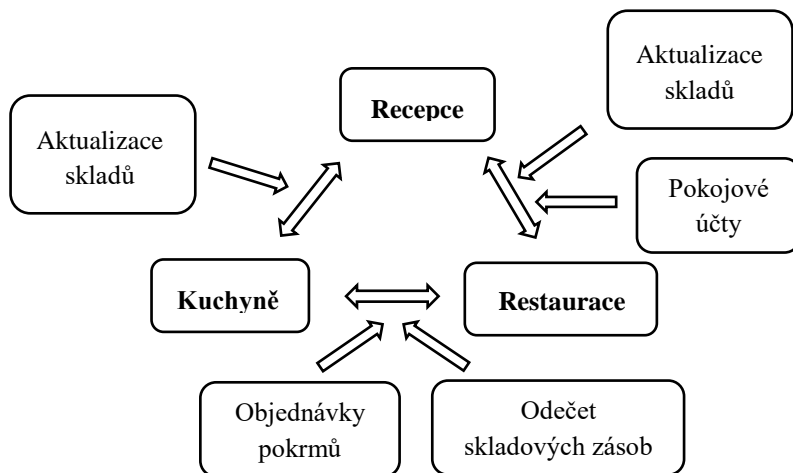 Aktualizace
skladů
Recepce
Aktualizace
skladů
Pokojové
účty
Kuchyně
Restaurace
Objednávky
pokrmů
Odečet
skladových zásob